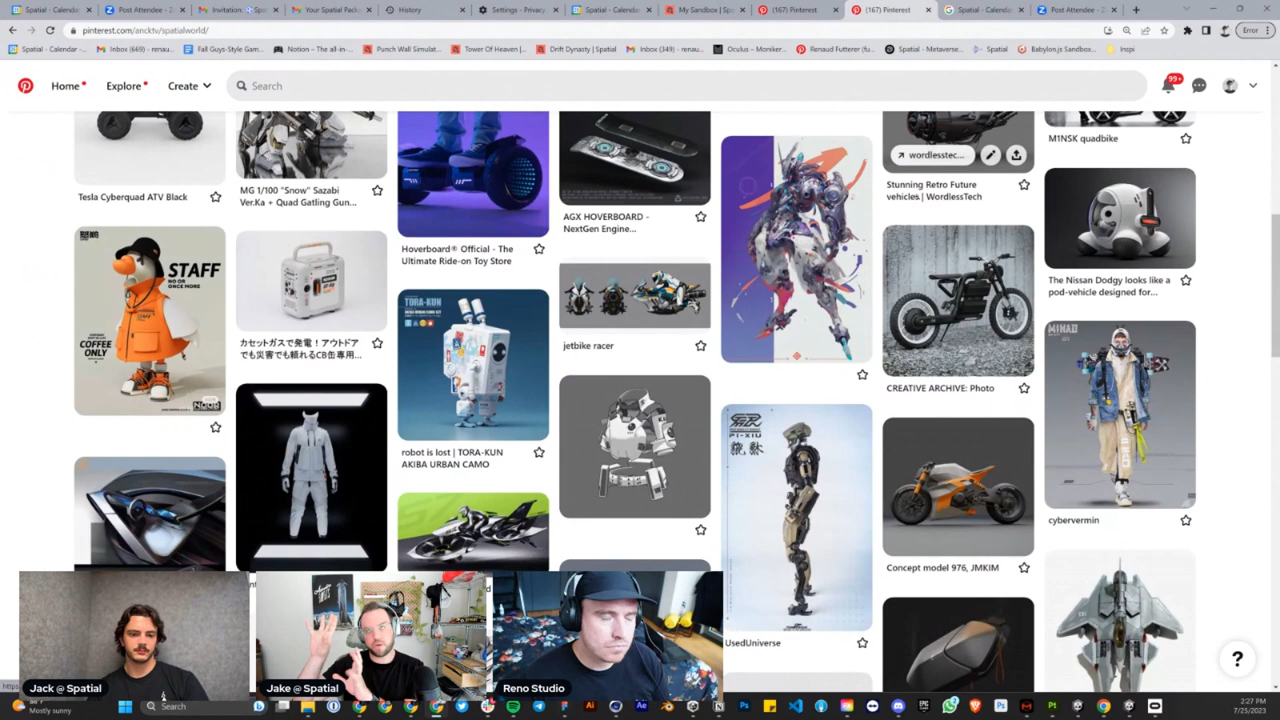 Spatial - Calenda
Post Attendee - Z
Invitation:
Your Spatial Pack
History
Settings - Privacy
Spatial - Calenda
My Sandbox | Spa
(167) Pinterest
(167) Pinterest
Spatial - Calenda
Post Attendee - Z
pinterest.com/ancktv/spatialworld/
Error
Spatial - Calendar -...
Inbox (669) - renau...
Fall Guys-Style Gam...
Notion – The all-in-...
Punch Wall Simulat...
Tower Of Heaven |...
Drift Dynasty | Spatial
Inbox (349) - renau...
Oculus – Moniker...
Renaud Futterer (fu...
Spatial - Metaverse...
Spatial
Babylon.js Sandbox...
Inspi
Home
Explore
Create
Search
99+
Tesla Cyberquad ATV Black
MG 1/100 "Snow" Sazabi
Ver.Ka + Quad Gatling Gun...
Hoverboard® Official - The
Ultimate Ride-on Toy Store
AGX HOVERBOARD -
NextGen Engine...
wordlesstec...
Stunning Retro Future
vehicles | WordlessTech
M1NSK quadbike
STAFF
NO OR
ONCE MORE
COFFEE
ONLY
カセットガスで発電！アウトドア
でも災害でも頼れるCB缶専用...
TORA-KUN
robot is lost | TORA-KUN
AKIBA URBAN CAMO
jetbike racer
PI-XIU
貔貅
UsedUniverse
CREATIVE ARCHIVE: Photo
Concept model 976, JMKIM
The Nissan Dodgy looks like a
pod-vehicle designed for...
cybervermin
Jack @ Spatial
Jake @ Spatial
Reno Studio
?
Mostly sunny
Search
2:27 PM
7/25/2023